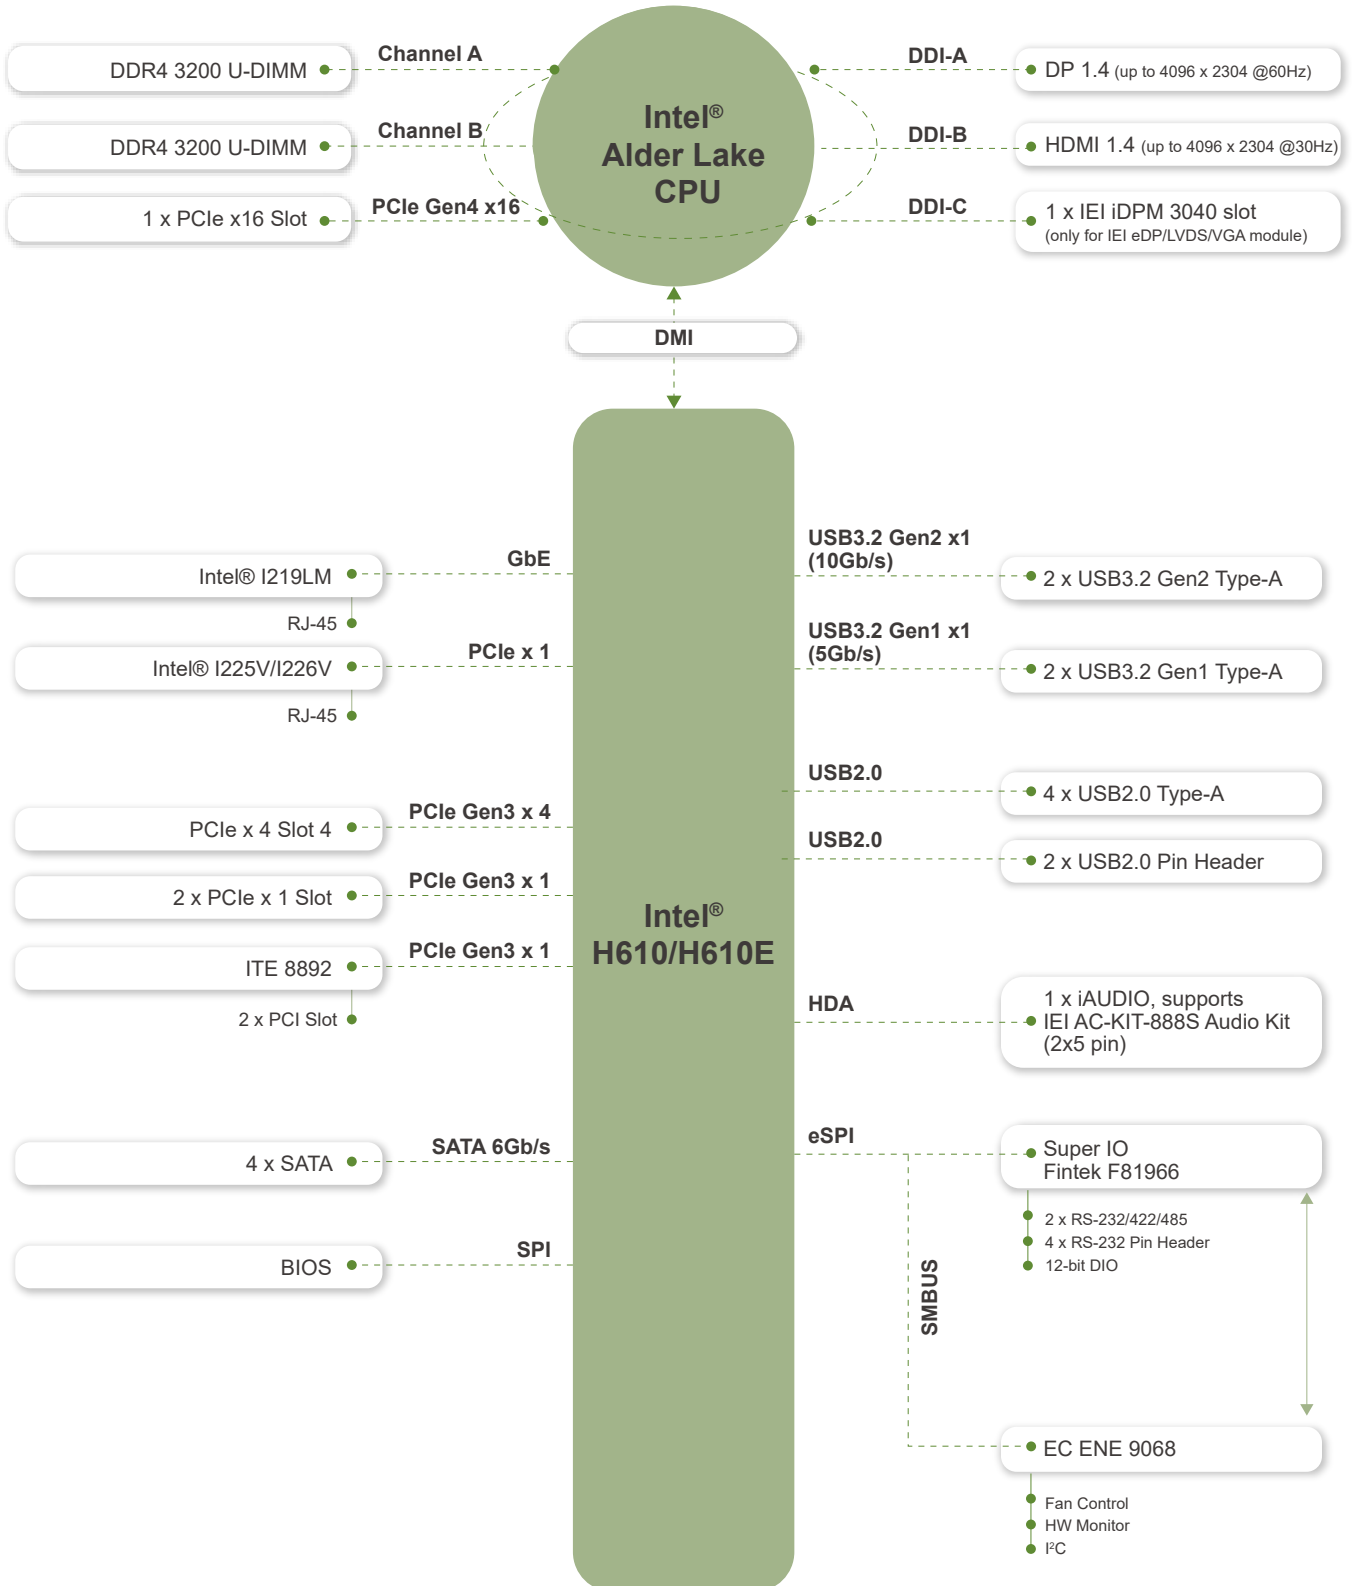 Channel A
DDR4 3200 U-DIMM
Channel B
DDR4 3200 U-DIMM
PCIe Gen4 x16
1 x PCIe x16 Slot
Intel®
Alder Lake
CPU
DDI-A
DP 1.4 (up to 4096 x 2304 @60Hz)
DDI-B
HDMI 1.4 (up to 4096 x 2304 @30Hz)
DDI-C
1 x IEI iDPM 3040 slot
(only for IEI eDP/LVDS/VGA module)
DMI
GbE
Intel® I219LM
RJ-45
PCIe x 1
Intel® I225V/I226V
RJ-45
PCIe Gen3 x 4
PCIe x 4 Slot 4
PCIe Gen3 x 1
2 x PCIe x 1 Slot
PCIe Gen3 x 1
ITE 8892
2 x PCI Slot
SATA 6Gb/s
4 x SATA
SPI
BIOS
Intel®
H610/H610E
USB3.2 Gen2 x1
(10Gb/s)
2 x USB3.2 Gen2 Type-A
USB3.2 Gen1 x1
(5Gb/s)
2 x USB3.2 Gen1 Type-A
USB2.0
4 x USB2.0 Type-A
USB2.0
2 x USB2.0 Pin Header
HDA
1 x iAUDIO, supports
IEI AC-KIT-888S Audio Kit
(2x5 pin)
eSPI
Super IO
Fintek F81966
2 x RS-232/422/485
4 x RS-232 Pin Header
12-bit DIO
SMBUS
EC ENE 9068
Fan Control
HW Monitor
I²C